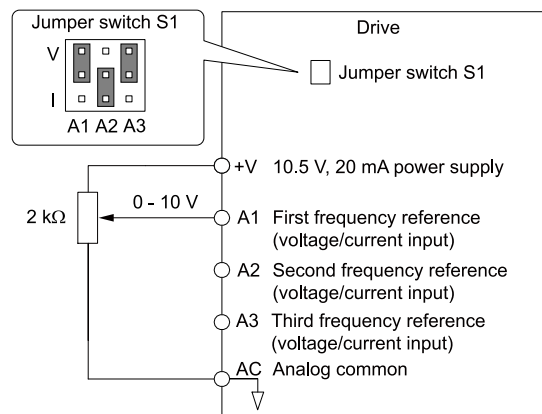 Jumper switch S1
V
I
A1 A2 A3
Drive
Jumper switch S1
+V 10.5 V, 20 mA power supply
2 kΩ
0 - 10 V
A1 First frequency reference
(voltage/current input)
A2 Second frequency reference
(voltage/current input)
A3 Third frequency reference
(voltage/current input)
AC Analog common